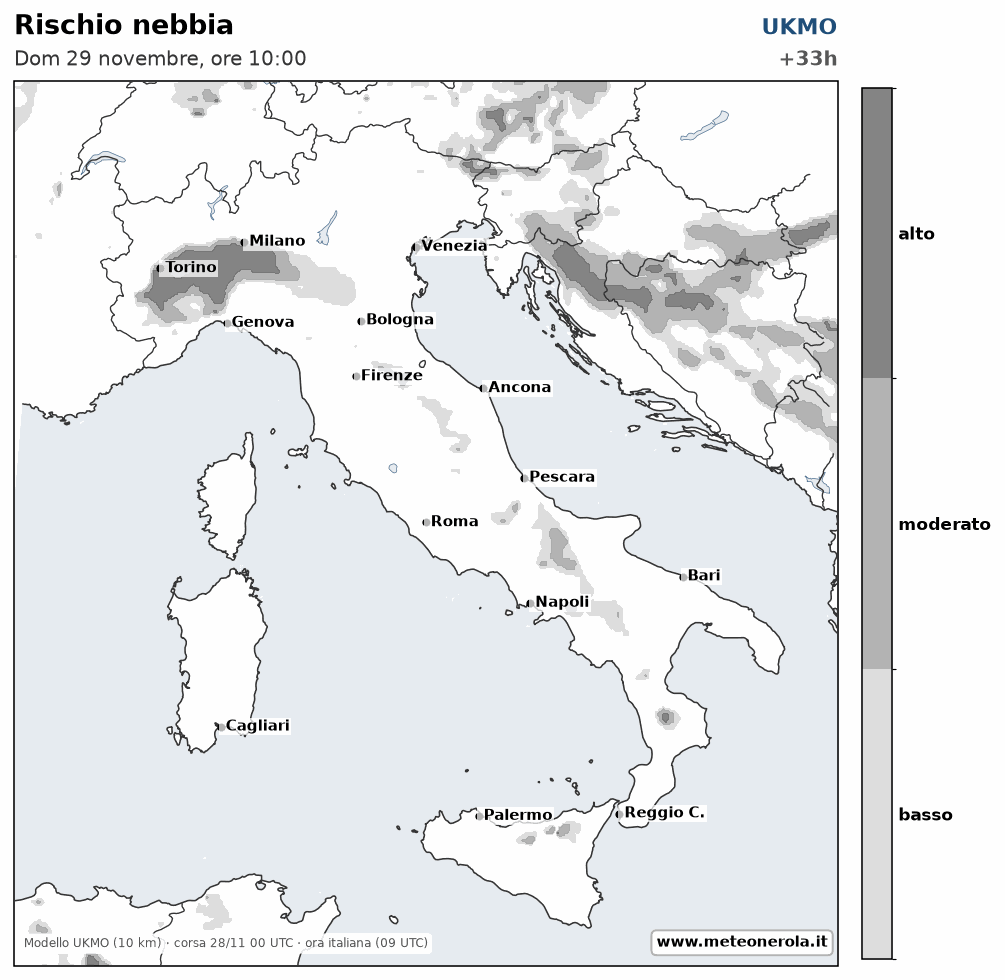 Rischio nebbia
UKMO
Dom 29 novembre, ore 10:00
+33h
Milano
Venezia
Torino
Genova
Bologna
Firenze
Ancona
Pescara
Roma
Bari
Napoli
Cagliari
Palermo
Reggio C.
alto
moderato
basso
Modello UKMO (10 km) · corsa 28/11 00 UTC · ora italiana (09 UTC)
www.meteonerola.it